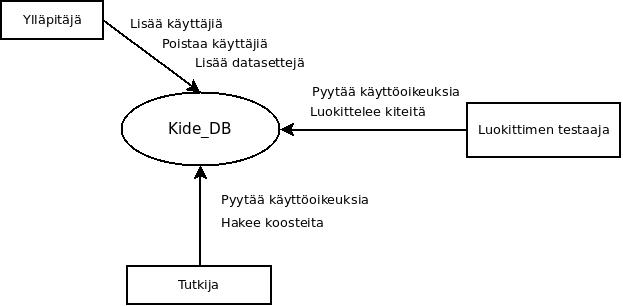 Ylläpitäjä
Lisää käyttäjiä
Poistaa käyttäjiä
Lisää datasettejä
Pyytää käyttöoikeuksia
Luokittelee kiteitä
Kide_DB
Luokittimen testaaja
Pyytää käyttöoikeuksia
Hakee koosteita
Tutkija